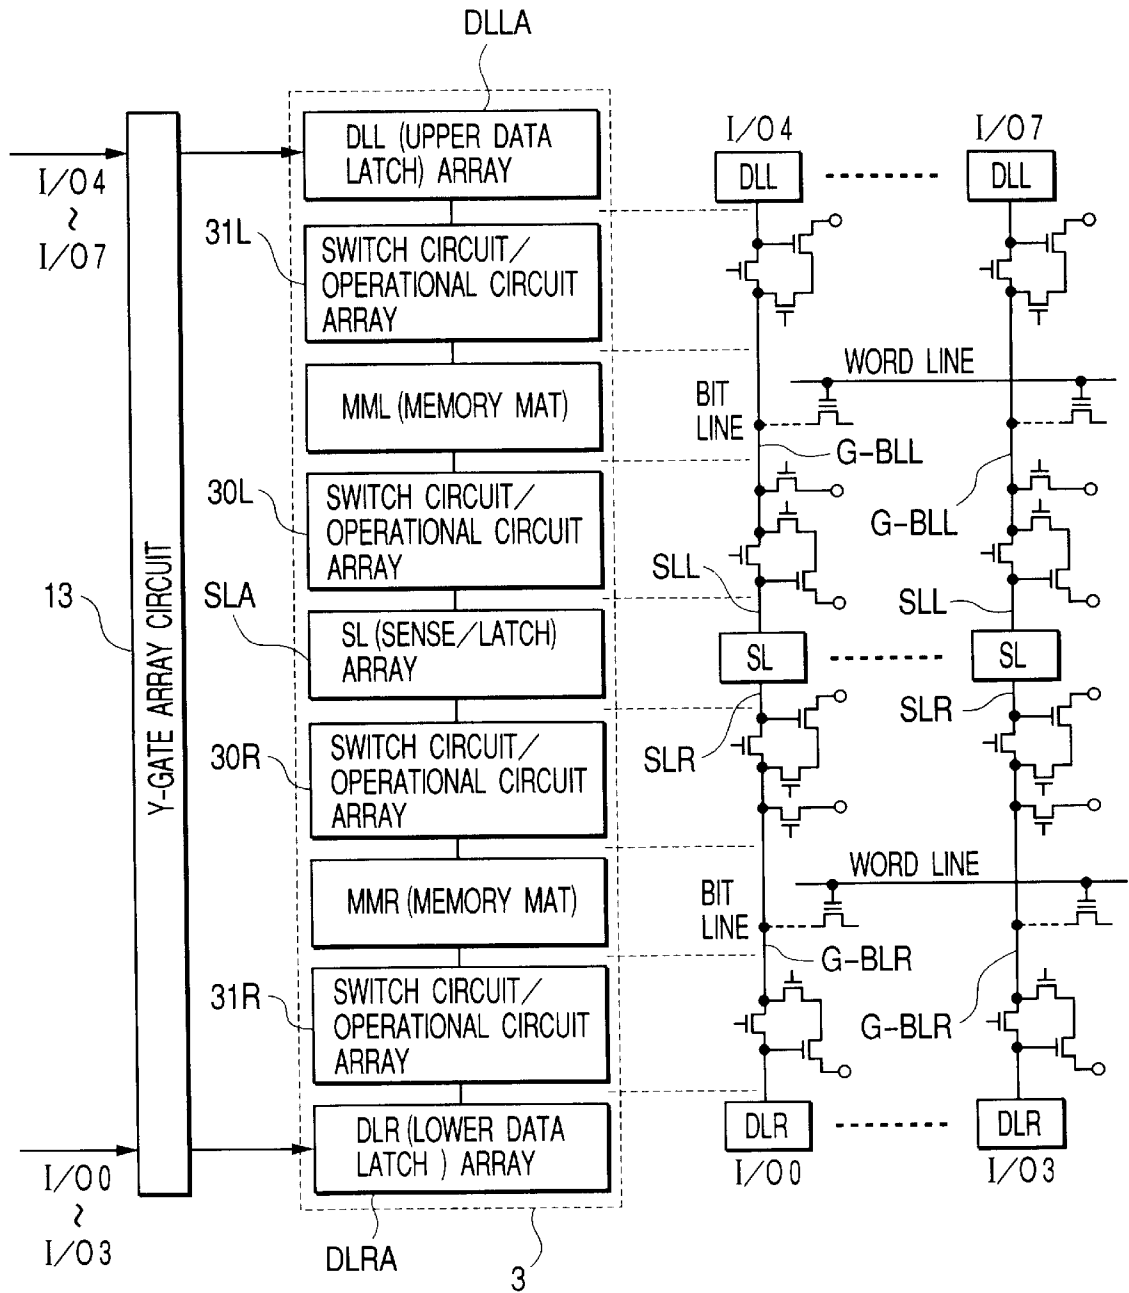 DLLA
I/O4
~
I/O7
DLL (UPPER DATA
LATCH) ARRAY
31L
SWITCH CIRCUIT/
OPERATIONAL CIRCUIT
ARRAY
MML (MEMORY MAT)
30L
SWITCH CIRCUIT/
OPERATIONAL CIRCUIT
ARRAY
13
Y-GATE ARRAY CIRCUIT
SLA
SL (SENSE/LATCH)
ARRAY
30R
SWITCH CIRCUIT/
OPERATIONAL CIRCUIT
ARRAY
MMR (MEMORY MAT)
31R
SWITCH CIRCUIT/
OPERATIONAL CIRCUIT
ARRAY
DLR (LOWER DATA
LATCH ) ARRAY
I/O0
~
I/O3
DLRA
3
I/O4
I/O7
DLL
DLL
WORD LINE
BIT
LINE
G-BLL
G-BLL
SLL
SLL
SL
SL
SLR
SLR
WORD LINE
BIT
LINE
G-BLR
G-BLR
DLR
DLR
I/O0
I/O3